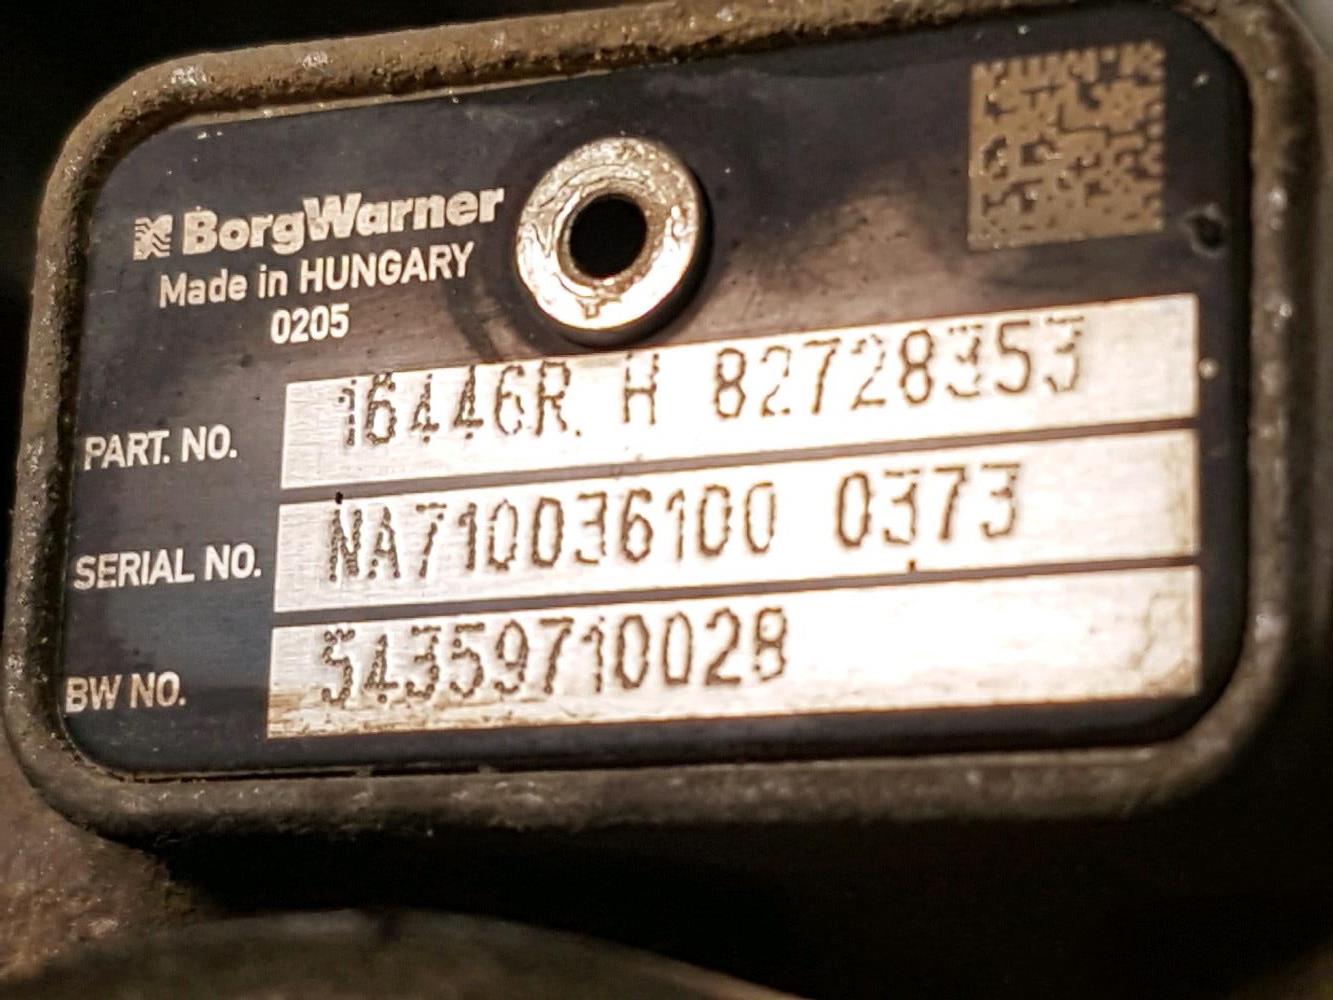 BorgWarner
Made in HUNGARY
0205
PART. NO. 16446R H 82728353
SERIAL NO. NA710036100 0373
BW NO. 54359710028